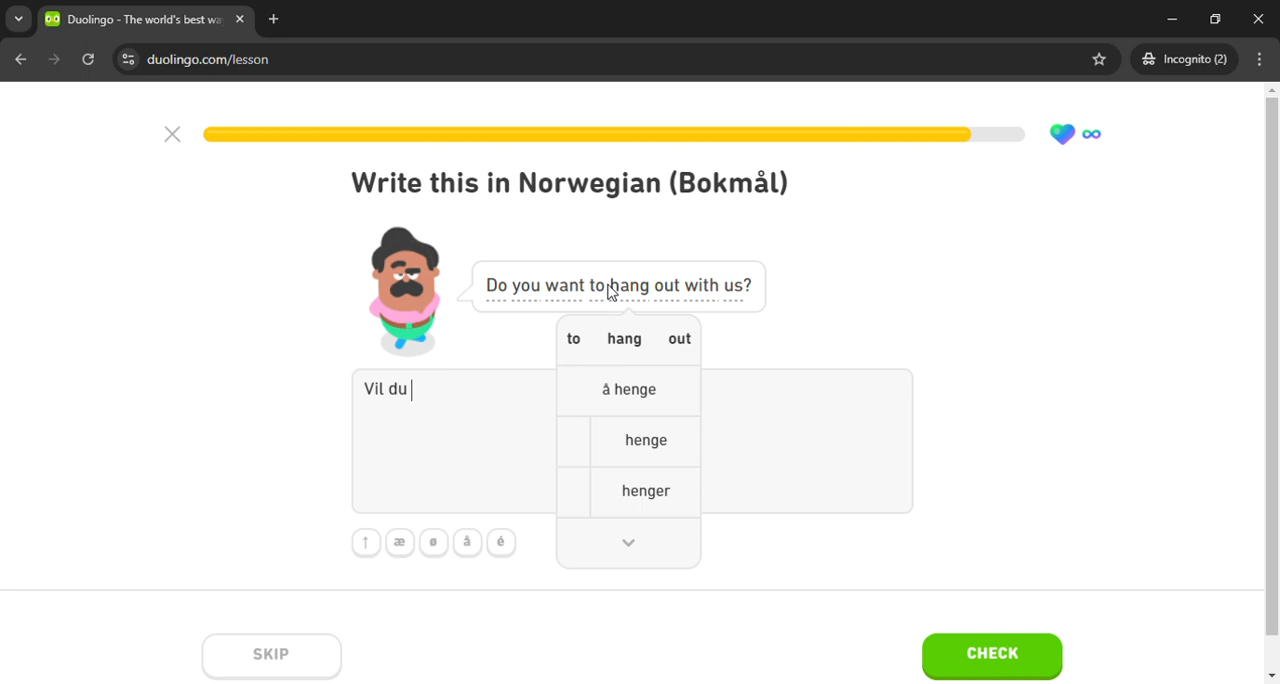 Duolingo - The world's best wa
duolingo.com/lesson
Incognito (2)
Write this in Norwegian (Bokmål)
Do you want to hang out with us?
to hang out
å henge
henge
henger
Vil du
↑ æ ø å é
SKIP
CHECK